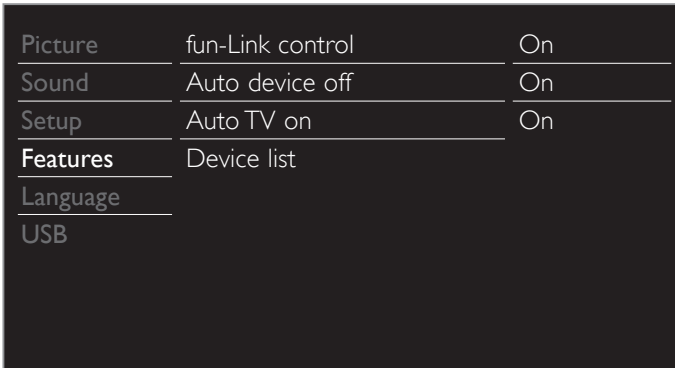 Picture fun-Link control On
Sound Auto device off On
Setup Auto TV on On
Features Device list
Language
USB